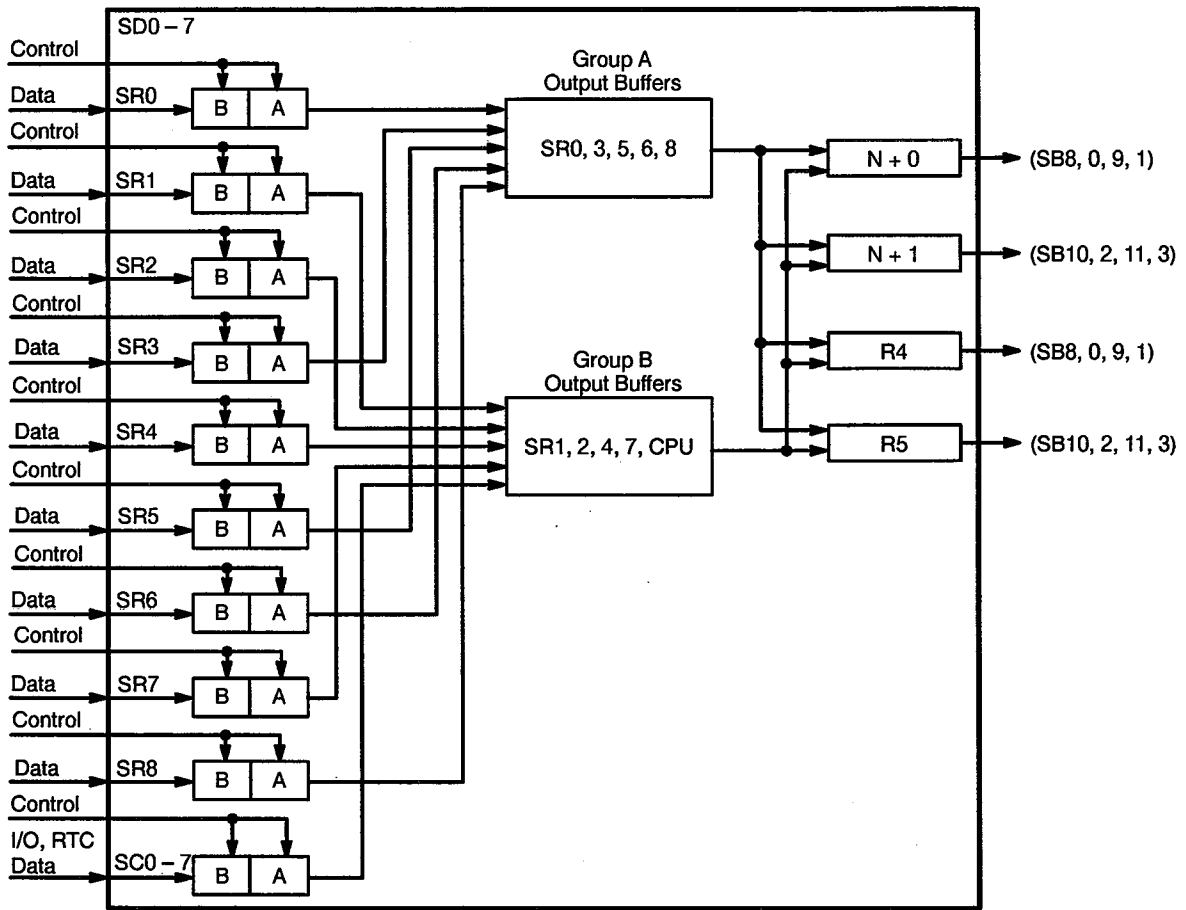 SD0 – 7
Control
Data SR0 B A
Control
Data SR1 B A
Control
Data SR2 B A
Control
Data SR3 B A
Control
Data SR4 B A
Control
Data SR5 B A
Control
Data SR6 B A
Control
Data SR7 B A
Control
Data SR8 B A
Control
I/O, RTC
Data SC0 – 7 B A
Group A
Output Buffers
SR0, 3, 5, 6, 8
Group B
Output Buffers
SR1, 2, 4, 7, CPU
N + 0 (SB8, 0, 9, 1)
N + 1 (SB10, 2, 11, 3)
R4 (SB8, 0, 9, 1)
R5 (SB10, 2, 11, 3)